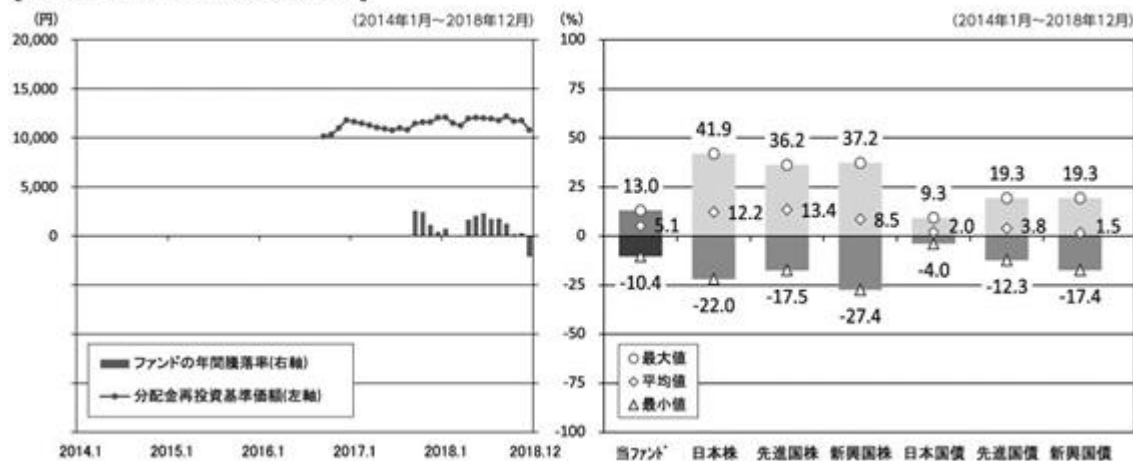 (円)
(2014年1月～2018年12月)
20,000
15,000
10,000
5,000
0
ファンドの年間騰落率(右軸)
分配金再投資基準価額(左軸)
2014.1 2015.1 2016.1 2017.1 2018.1 2018.12
(%)
(2014年1月～2018年12月)
100
75
50
25
0
-25
-50
-75
-100
13.0 41.9 36.2 37.2 9.3 19.3 19.3
5.1 12.2 13.4 8.5 2.0 3.8 1.5
-10.4 -22.0 -17.5 -27.4 -4.0 -12.3 -17.4
最大値
平均値
最小値
当ファンド 日本株 先進国株 新興国株 日本国債 先進国債 新興国債